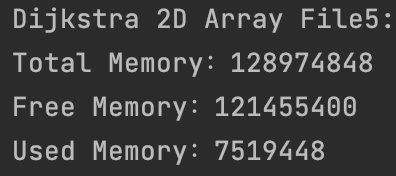 Dijkstra 2D Array File5:
Total Memory: 128974848
Free Memory: 121455400
Used Memory: 7519448